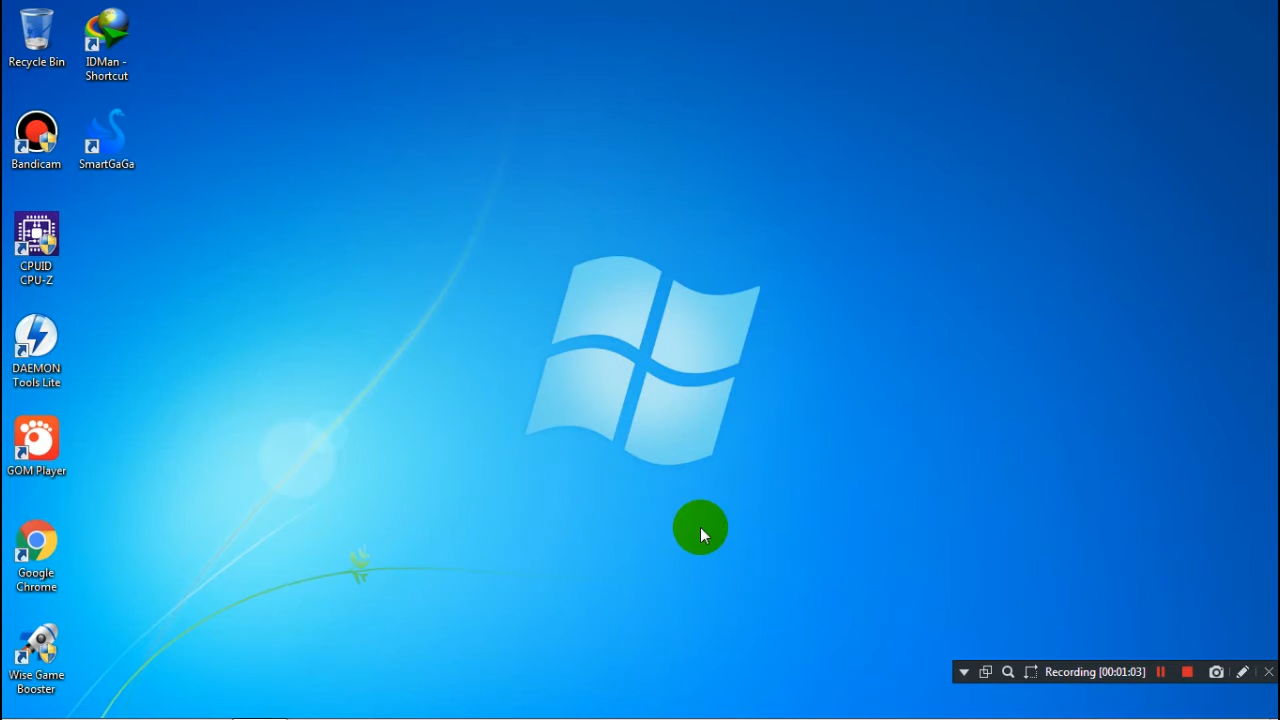 Recycle Bin
IDMan -
Shortcut
Bandicam
SmartGaGa
CPUID
CPU-Z
DAEMON
Tools Lite
GOM Player
Google
Chrome
Wise Game
Booster
Recording [00:01:03]